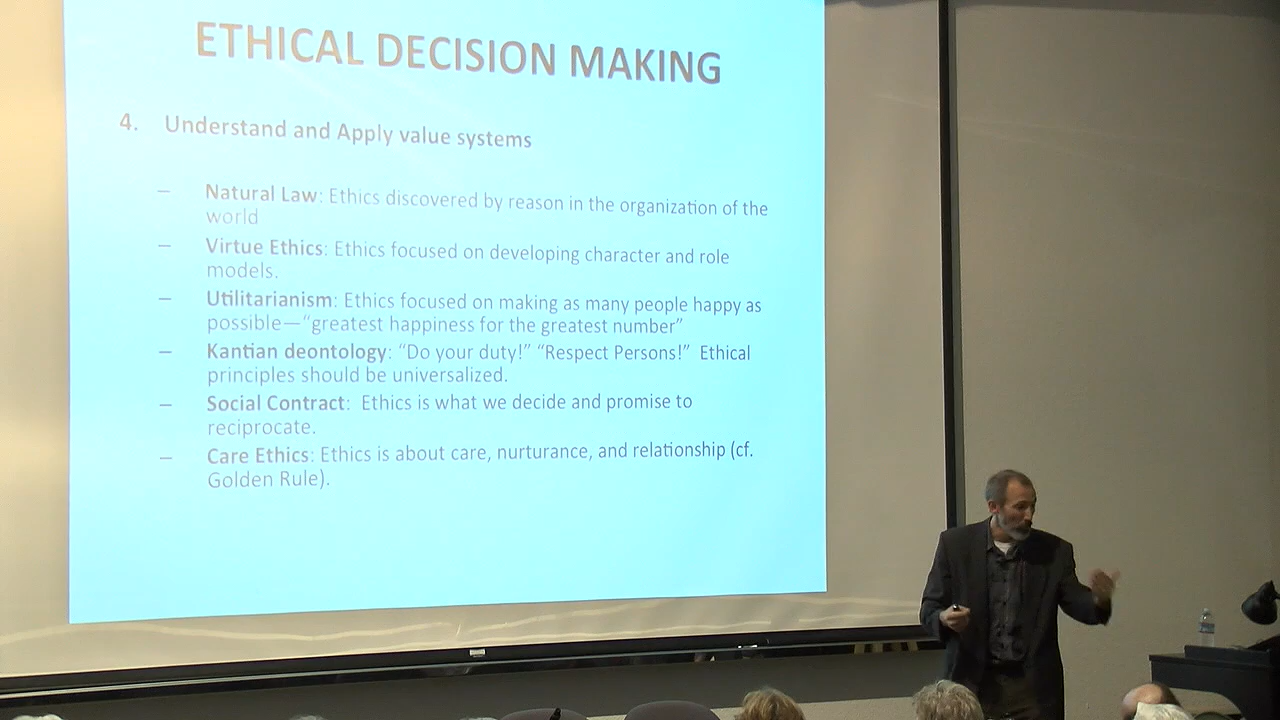 ETHICAL DECISION MAKING
4. Understand and Apply value systems
– Natural Law: Ethics discovered by reason in the organization of the
world
– Virtue Ethics: Ethics focused on developing character and role
models.
– Utilitarianism: Ethics focused on making as many people happy as
possible—“greatest happiness for the greatest number”
– Kantian deontology: “Do your duty!” “Respect Persons!” Ethical
principles should be universalized.
– Social Contract: Ethics is what we decide and promise to
reciprocate.
– Care Ethics: Ethics is about care, nurturance, and relationship (cf.
Golden Rule).